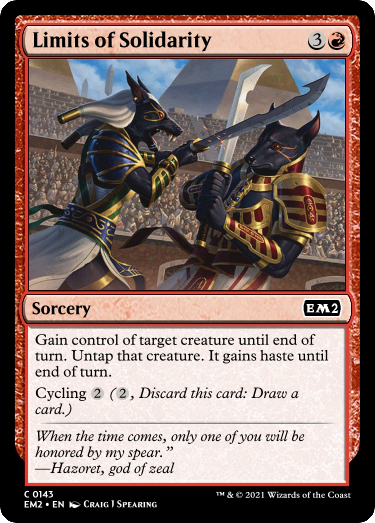 Limits of Solidarity 3
Sorcery EM2
Gain control of target creature until end of
turn. Untap that creature. It gains haste until
end of turn.
Cycling 2 (2, Discard this card: Draw a
card.)
When the time comes, only one of you will be
honored by my spear.”
—Hazoret, god of zeal
C 0143
EM2 • EN CRAIG J SPEARING
™ & © 2021 Wizards of the Coast